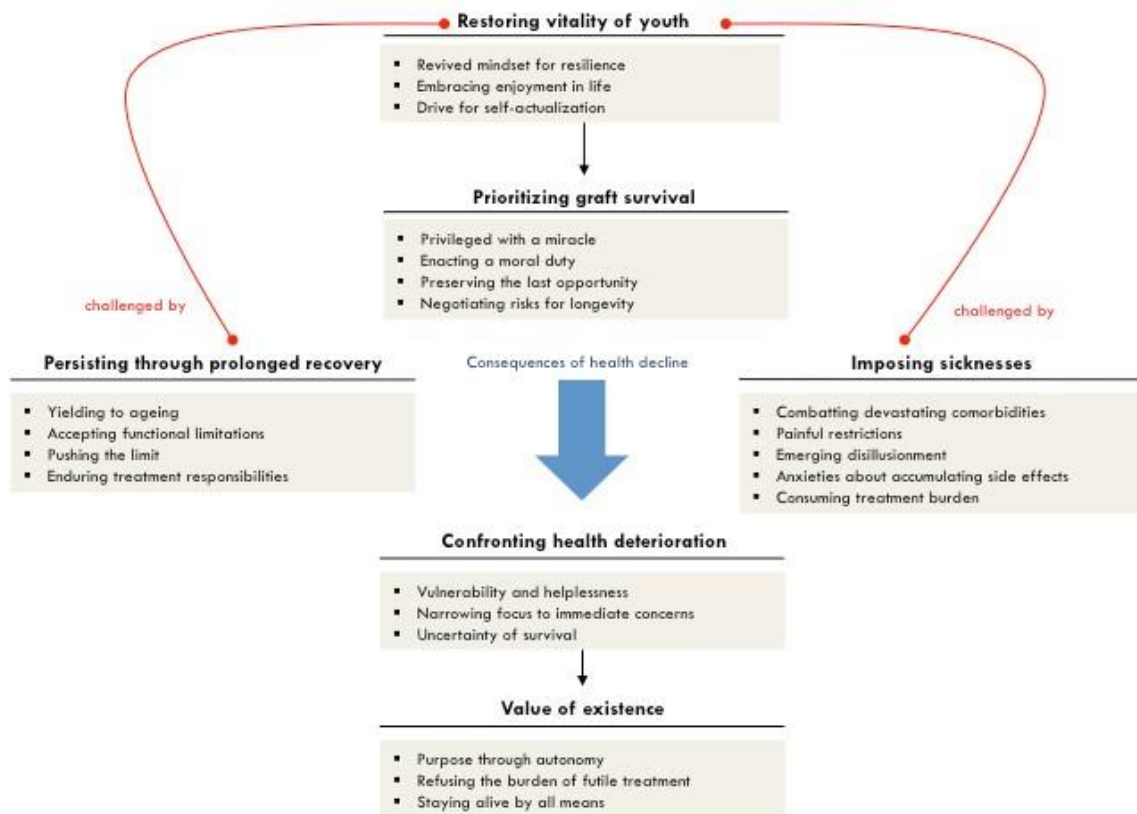 Restoring vitality of youth
▪ Revived mindset for resilience
▪ Embracing enjoyment in life
▪ Drive for self-actualization
Prioritizing graft survival
▪ Privileged with a miracle
▪ Enacting a moral duty
▪ Preserving the last opportunity
▪ Negotiating risks for longevity
challenged by
challenged by
Persisting through prolonged recovery
▪ Yielding to ageing
▪ Accepting functional limitations
▪ Pushing the limit
▪ Enduring treatment responsibilities
Consequences of health decline
Imposing sicknesses
▪ Combatting devastating comorbidities
▪ Painful restrictions
▪ Emerging disillusionment
▪ Anxieties about accumulating side effects
▪ Consuming treatment burden
Confronting health deterioration
▪ Vulnerability and helplessness
▪ Narrowing focus to immediate concerns
▪ Uncertainty of survival
Value of existence
▪ Purpose through autonomy
▪ Refusing the burden of futile treatment
▪ Staying alive by all means